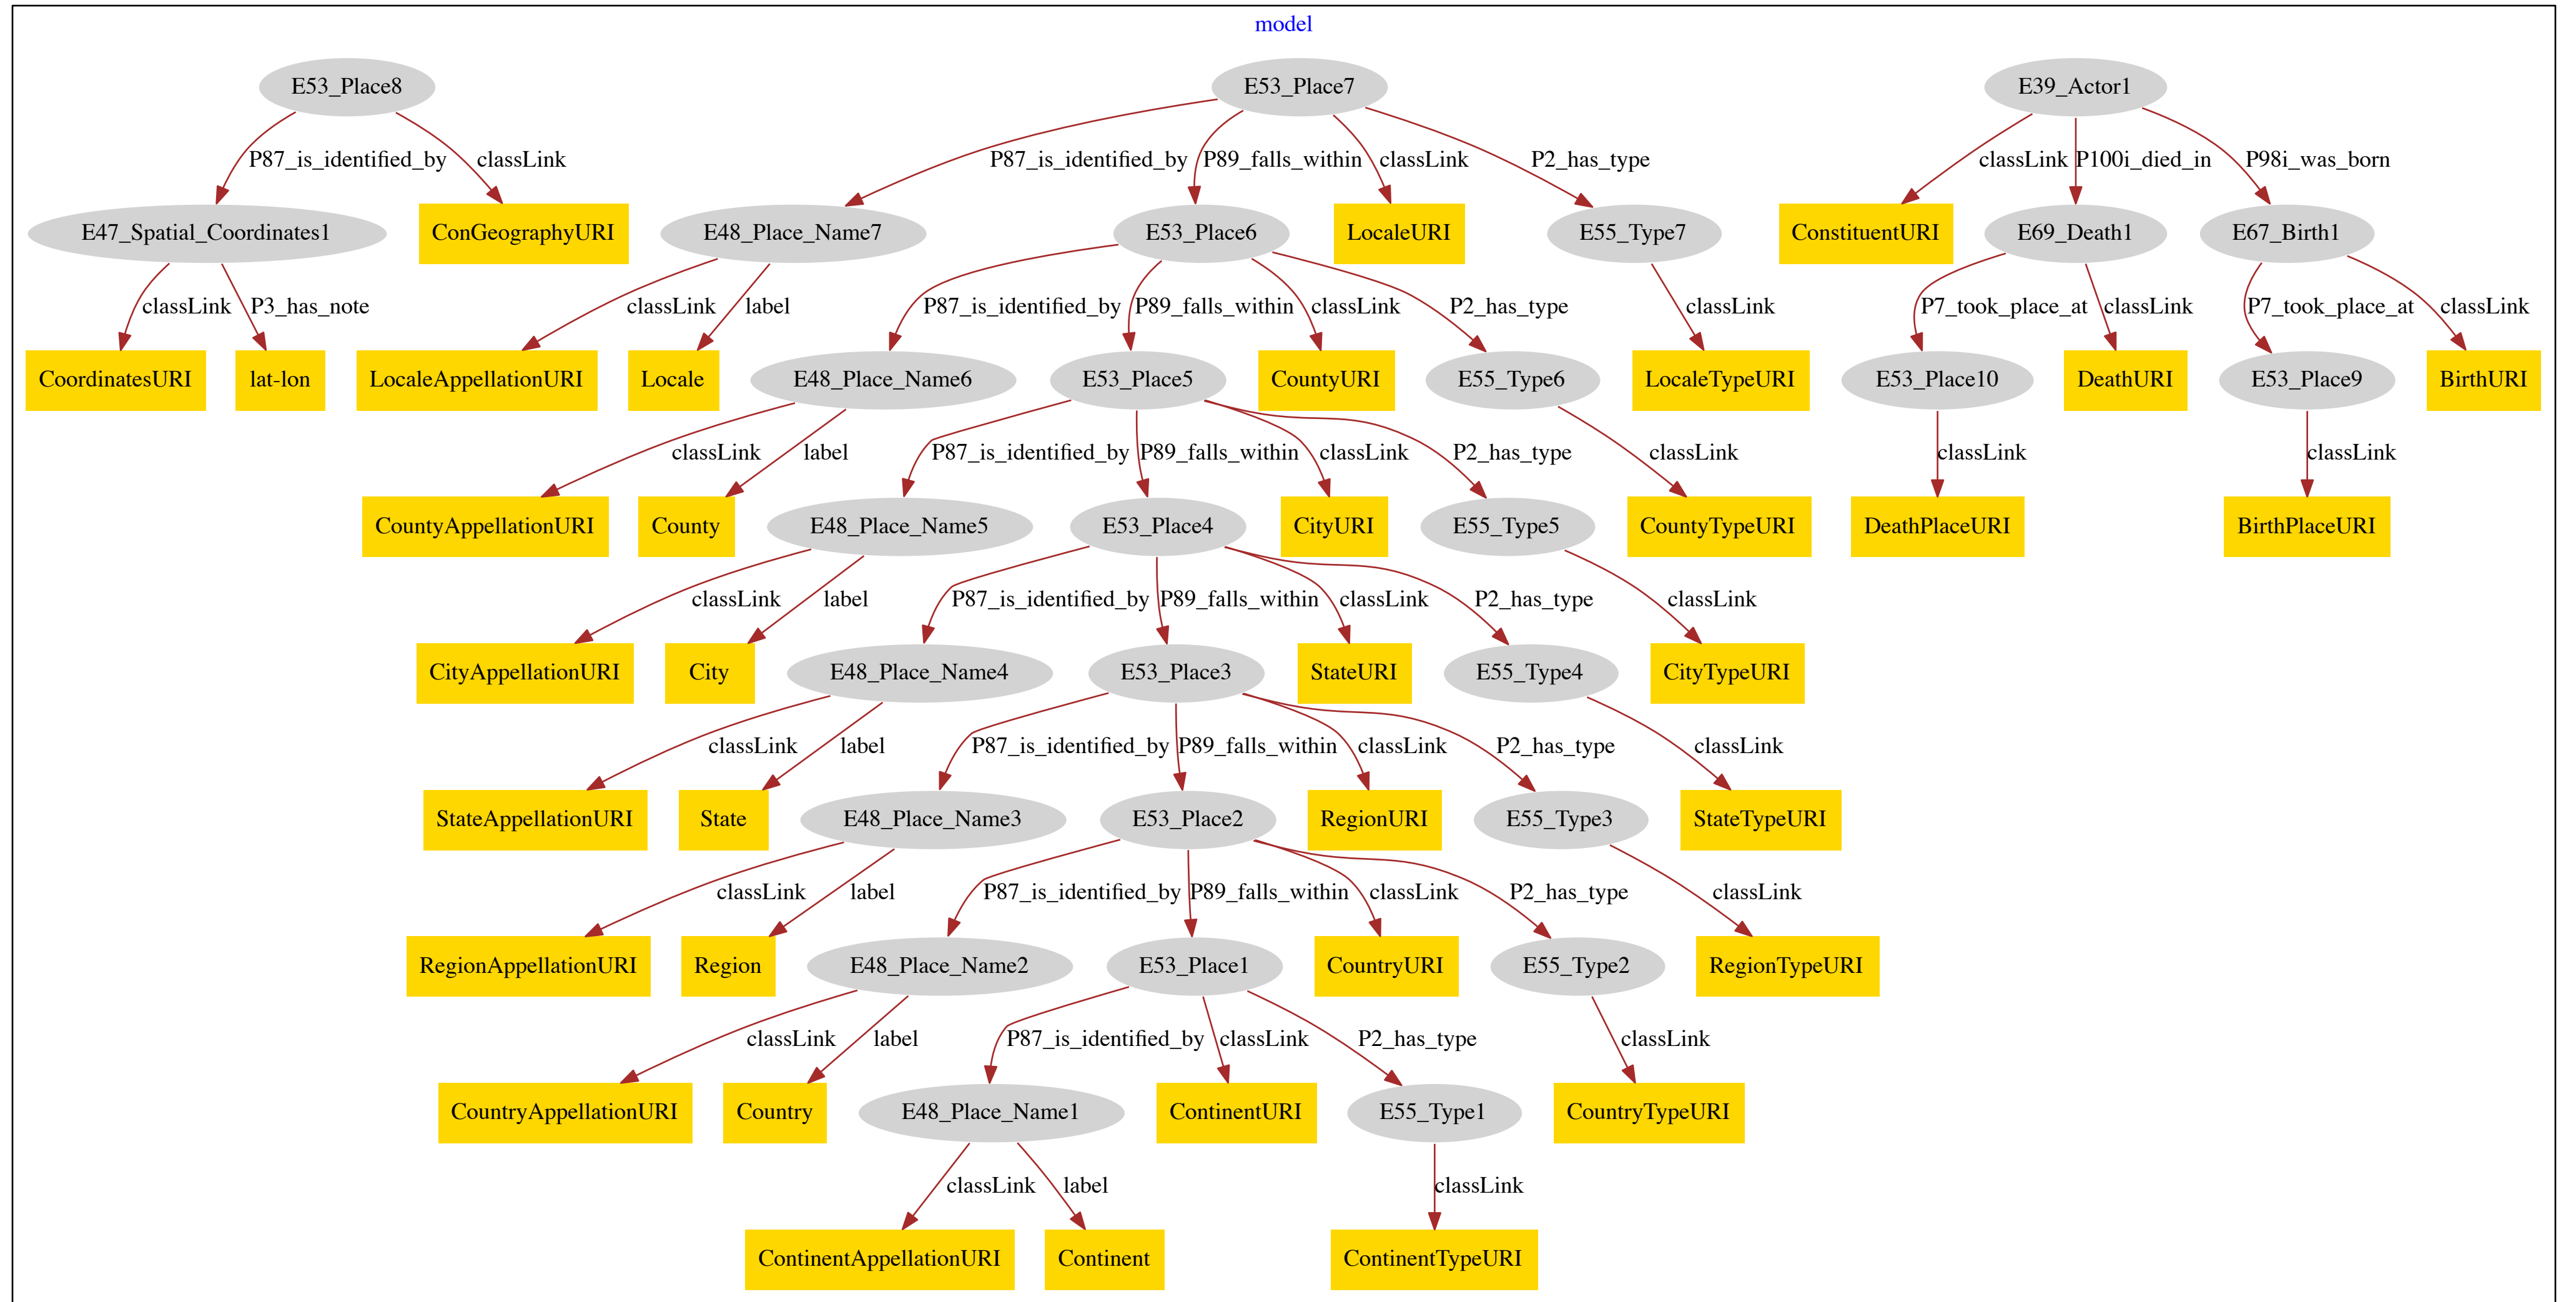 model
E53_Place8
E53_Place7
E39_Actor1
P87_is_identified_by
classLink
P87_is_identified_by
P89_falls_within
classLink
P2_has_type
classLink
P100i_died_in
P98i_was_born
E47_Spatial_Coordinates1
ConGeographyURI
E48_Place_Name7
E53_Place6
LocaleURI
E55_Type7
ConstituentURI
E69_Death1
E67_Birth1
classLink
P3_has_note
classLink
label
P87_is_identified_by
P89_falls_within
classLink
P2_has_type
classLink
P7_took_place_at
classLink
P7_took_place_at
classLink
CoordinatesURI
lat-lon
LocaleAppellationURI
Locale
E48_Place_Name6
E53_Place5
CountyURI
E55_Type6
LocaleTypeURI
E53_Place10
DeathURI
E53_Place9
BirthURI
classLink
label
P87_is_identified_by
P89_falls_within
classLink
P2_has_type
classLink
classLink
classLink
CountyAppellationURI
County
E48_Place_Name5
E53_Place4
CityURI
E55_Type5
CountyTypeURI
DeathPlaceURI
BirthPlaceURI
classLink
label
P87_is_identified_by
P89_falls_within
classLink
P2_has_type
classLink
CityAppellationURI
City
E48_Place_Name4
E53_Place3
StateURI
E55_Type4
CityTypeURI
classLink
label
P87_is_identified_by
P89_falls_within
classLink
P2_has_type
classLink
StateAppellationURI
State
E48_Place_Name3
E53_Place2
RegionURI
E55_Type3
StateTypeURI
classLink
label
P87_is_identified_by
P89_falls_within
classLink
P2_has_type
classLink
RegionAppellationURI
Region
E48_Place_Name2
E53_Place1
CountryURI
E55_Type2
RegionTypeURI
classLink
label
P87_is_identified_by
classLink
P2_has_type
classLink
CountryAppellationURI
Country
E48_Place_Name1
ContinentURI
E55_Type1
CountryTypeURI
classLink
label
classLink
ContinentAppellationURI
Continent
ContinentTypeURI